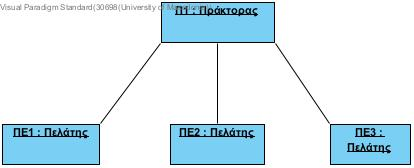 Visual Paradigm Standard(30698(University of
Π1 : Πράκτορας
ΠΕ1 : Πελάτης
ΠΕ2 : Πελάτης
ΠΕ3 :
Πελάτης